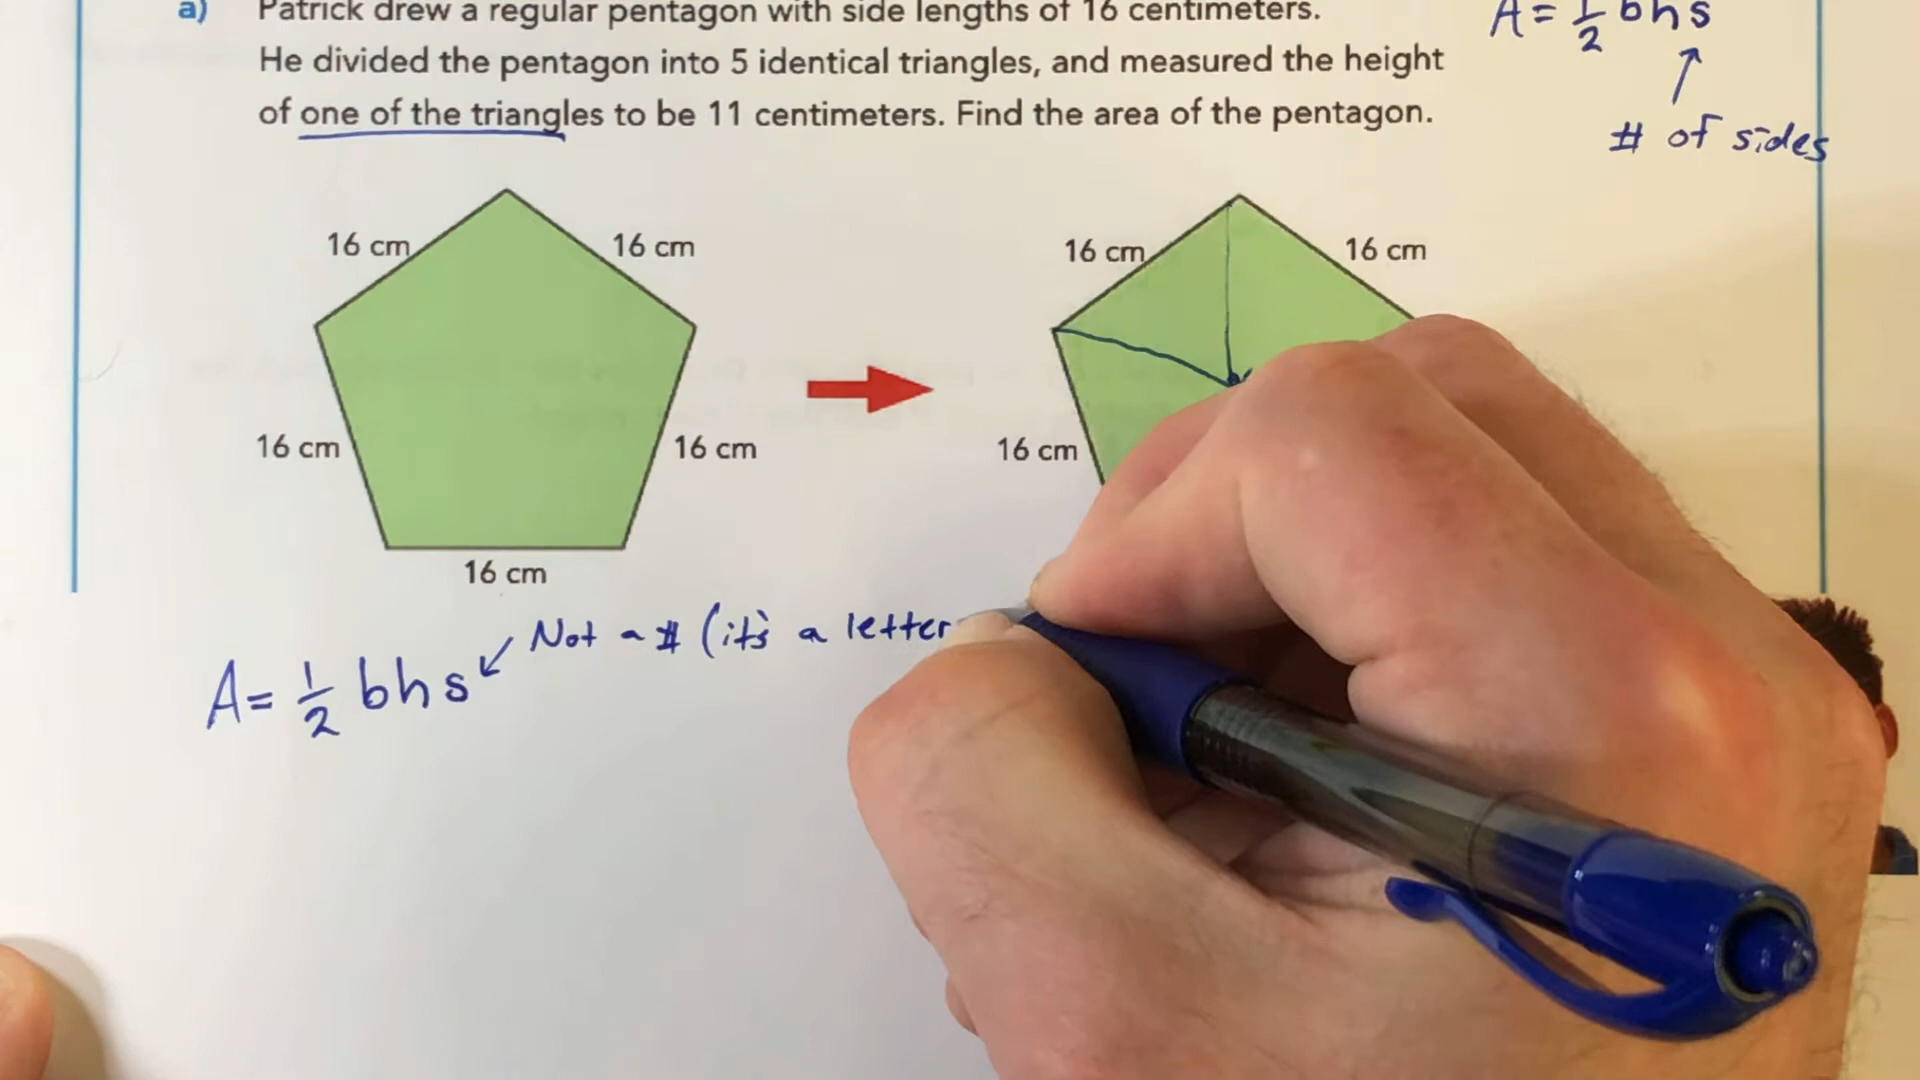 a) Patrick drew a regular pentagon with side lengths of 16 centimeters.
He divided the pentagon into 5 identical triangles, and measured the height
of one of the triangles to be 11 centimeters. Find the area of the pentagon.
A = 1/2 bhs
# of sides
16 cm
16 cm
16 cm
16 cm
16 cm
16 cm
16 cm
16 cm
Not a # (it's a letter
A = 1/2 bhs